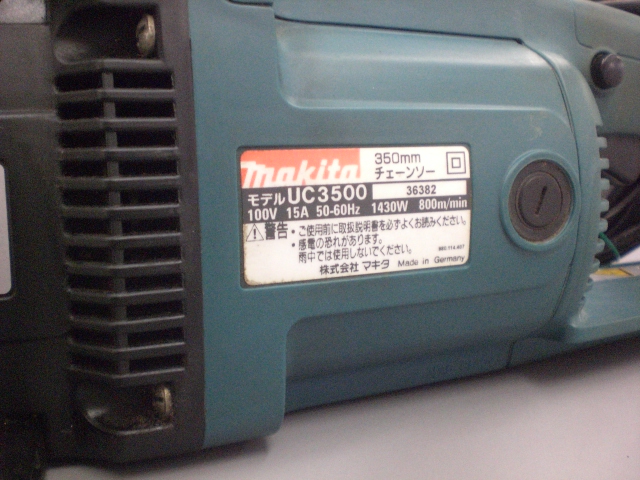 makita
350mm
チェーンソー
モデル UC3500
36382
100V 15A 50-60Hz 1430W 800m/min
警告・ご使用前に取扱説明書を必ずよくお読みください。
・感電の恐れがあります。
雨中では使用しないでください。
株式会社 マキタ Made in Germany